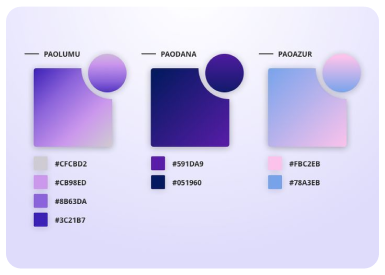 PAOLUMU
PAODANA
PAOAZUR
#CFCBD2
#CB98ED
#8B63DA
#3C21B7
#591DA9
#051960
#FBC2EB
#78A3EB